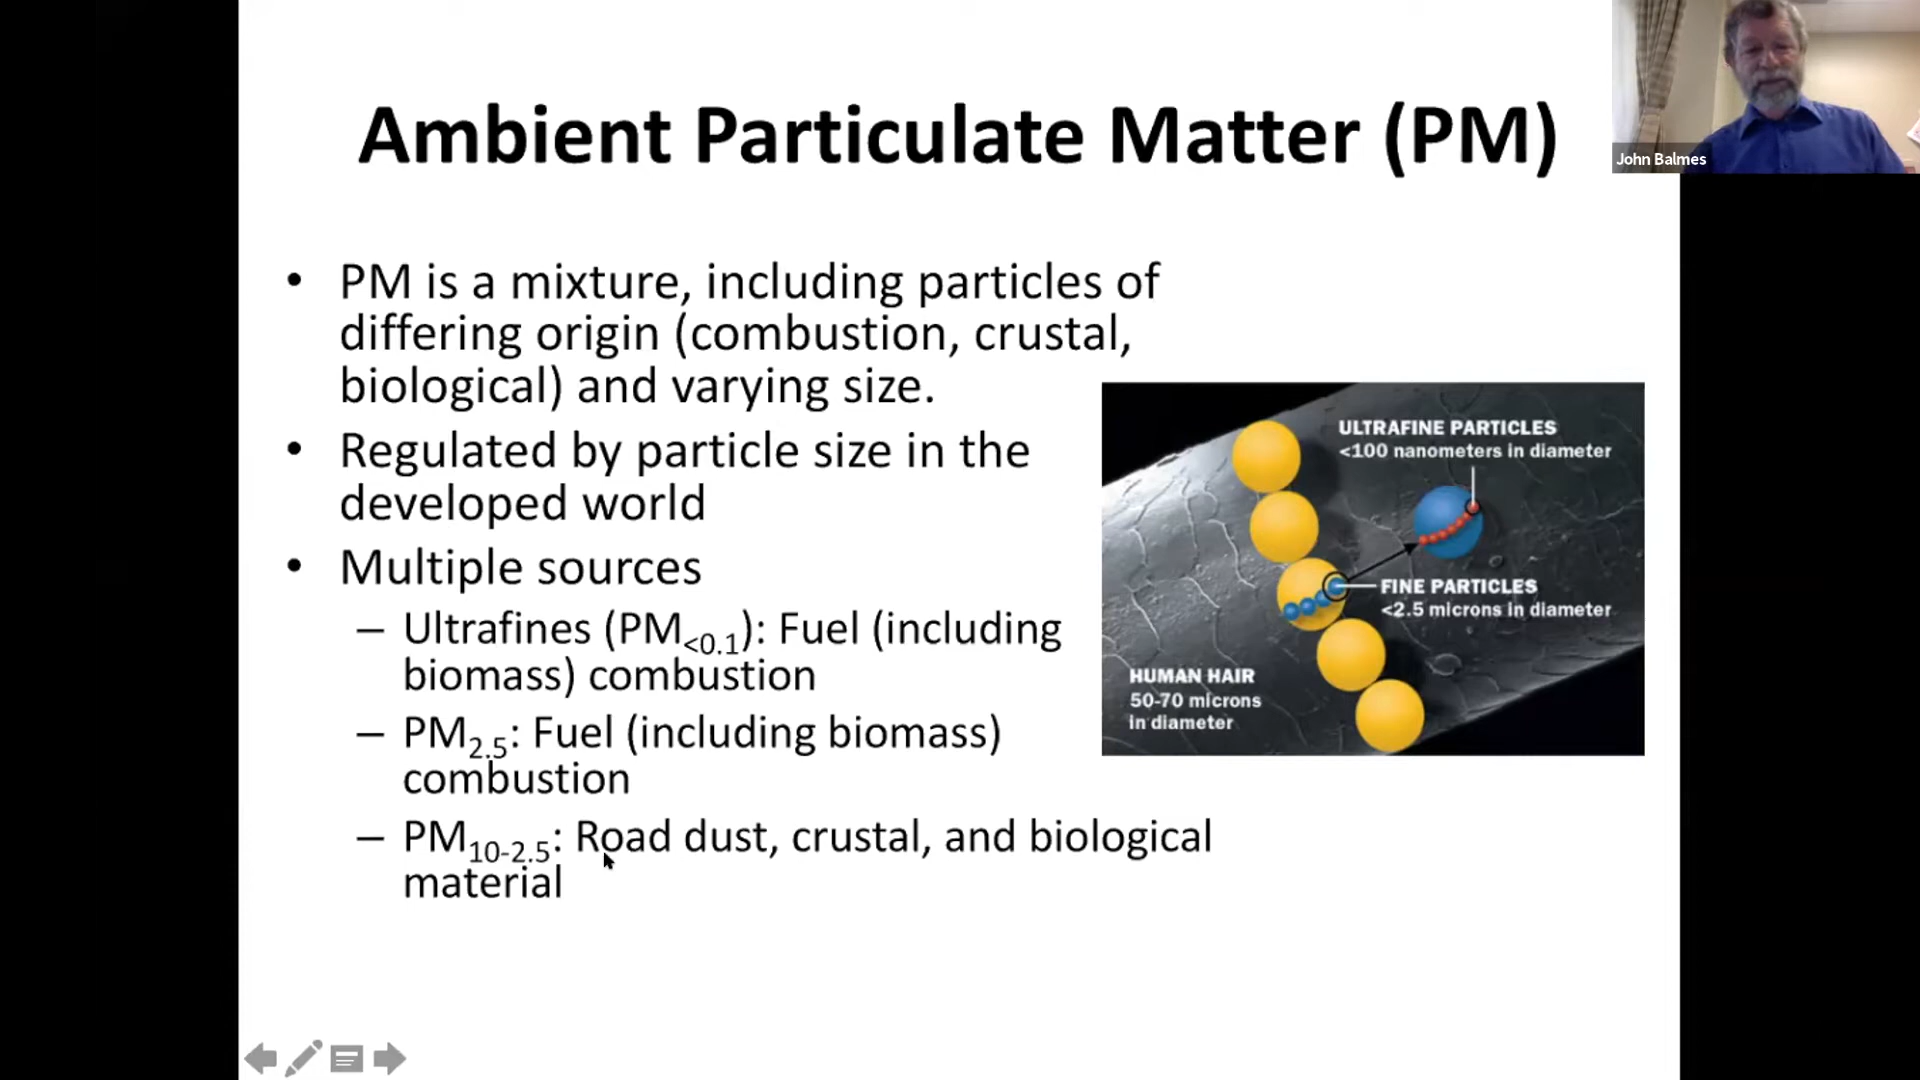 Ambient Particulate Matter (PM)
John Balmes
• PM is a mixture, including particles of
differing origin (combustion, crustal,
biological) and varying size.
• Regulated by particle size in the
developed world
• Multiple sources
– Ultrafines (PM<0.1): Fuel (including
biomass) combustion
– PM2.5: Fuel (including biomass)
combustion
– PM10-2.5: Road dust, crustal, and biological
material
ULTRAFINE PARTICLES
<100 nanometers in diameter
FINE PARTICLES
<2.5 microns in diameter
HUMAN HAIR
50-70 microns
in diameter